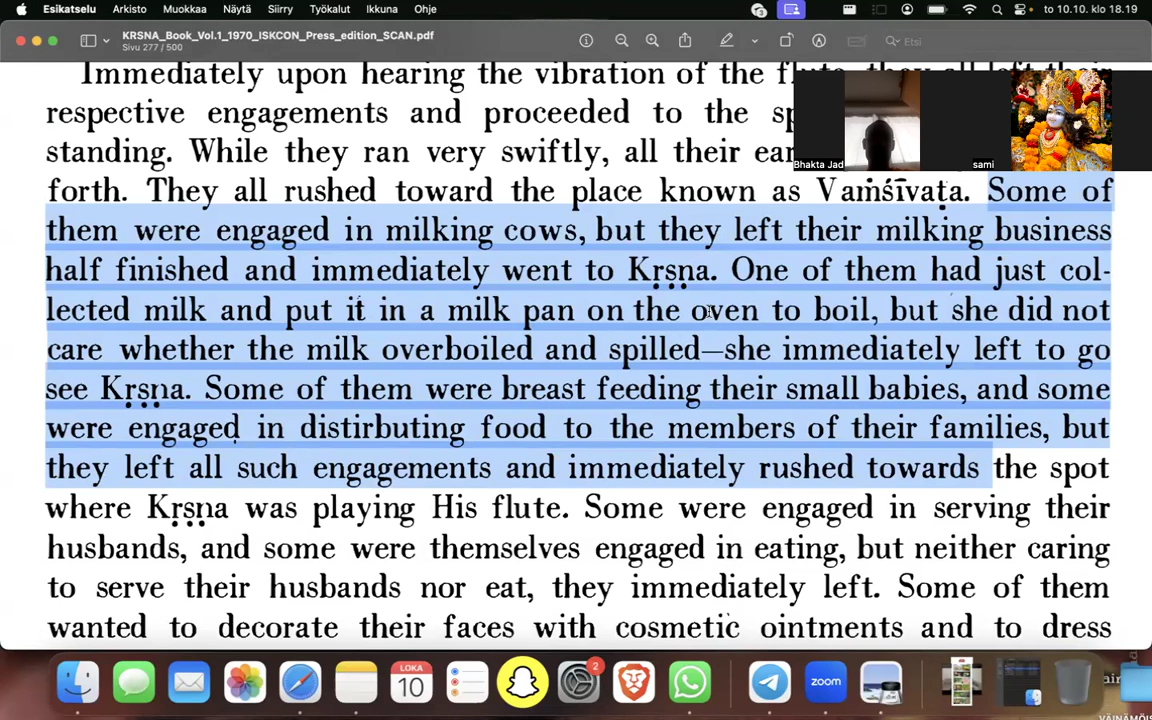 Esikatselu Arkisto Muokkaa Näytä Siirry Työkalut Ikkuna Ohje to 10.10. klo 18.19
KRSNA_Book_Vol.1_1970_ISKCON_Press_edition_SCAN.pdf
Sivu 277 / 500
Etsi
Immediately upon hearing the vibration of the flute, they all left their
respective engagements and proceeded to the
standing. While they ran very swiftly, all their
forth. They all rushed toward the place known as Vaṁśīvaṭa. Some of
them were engaged in milking cows, but they left their milking business
half finished and immediately went to Kṛṣṇa. One of them had just col-
lected milk and put it in a milk pan on the oven to boil, but she did not
care whether the milk overboiled and spilled—she immediately left to go
see Kṛṣṇa. Some of them were breast feeding their small babies, and some
were engaged in distirbuting food to the members of their families, but
they left all such engagements and immediately rushed towards the spot
where Kṛṣṇa was playing His flute. Some were engaged in serving their
husbands, and some were themselves engaged in eating, but neither caring
to serve their husbands nor eat, they immediately left. Some of them
wanted to decorate their faces with cosmetic ointments and to dress
Bhakta Jad
sami
LOKA
10
2
zoom